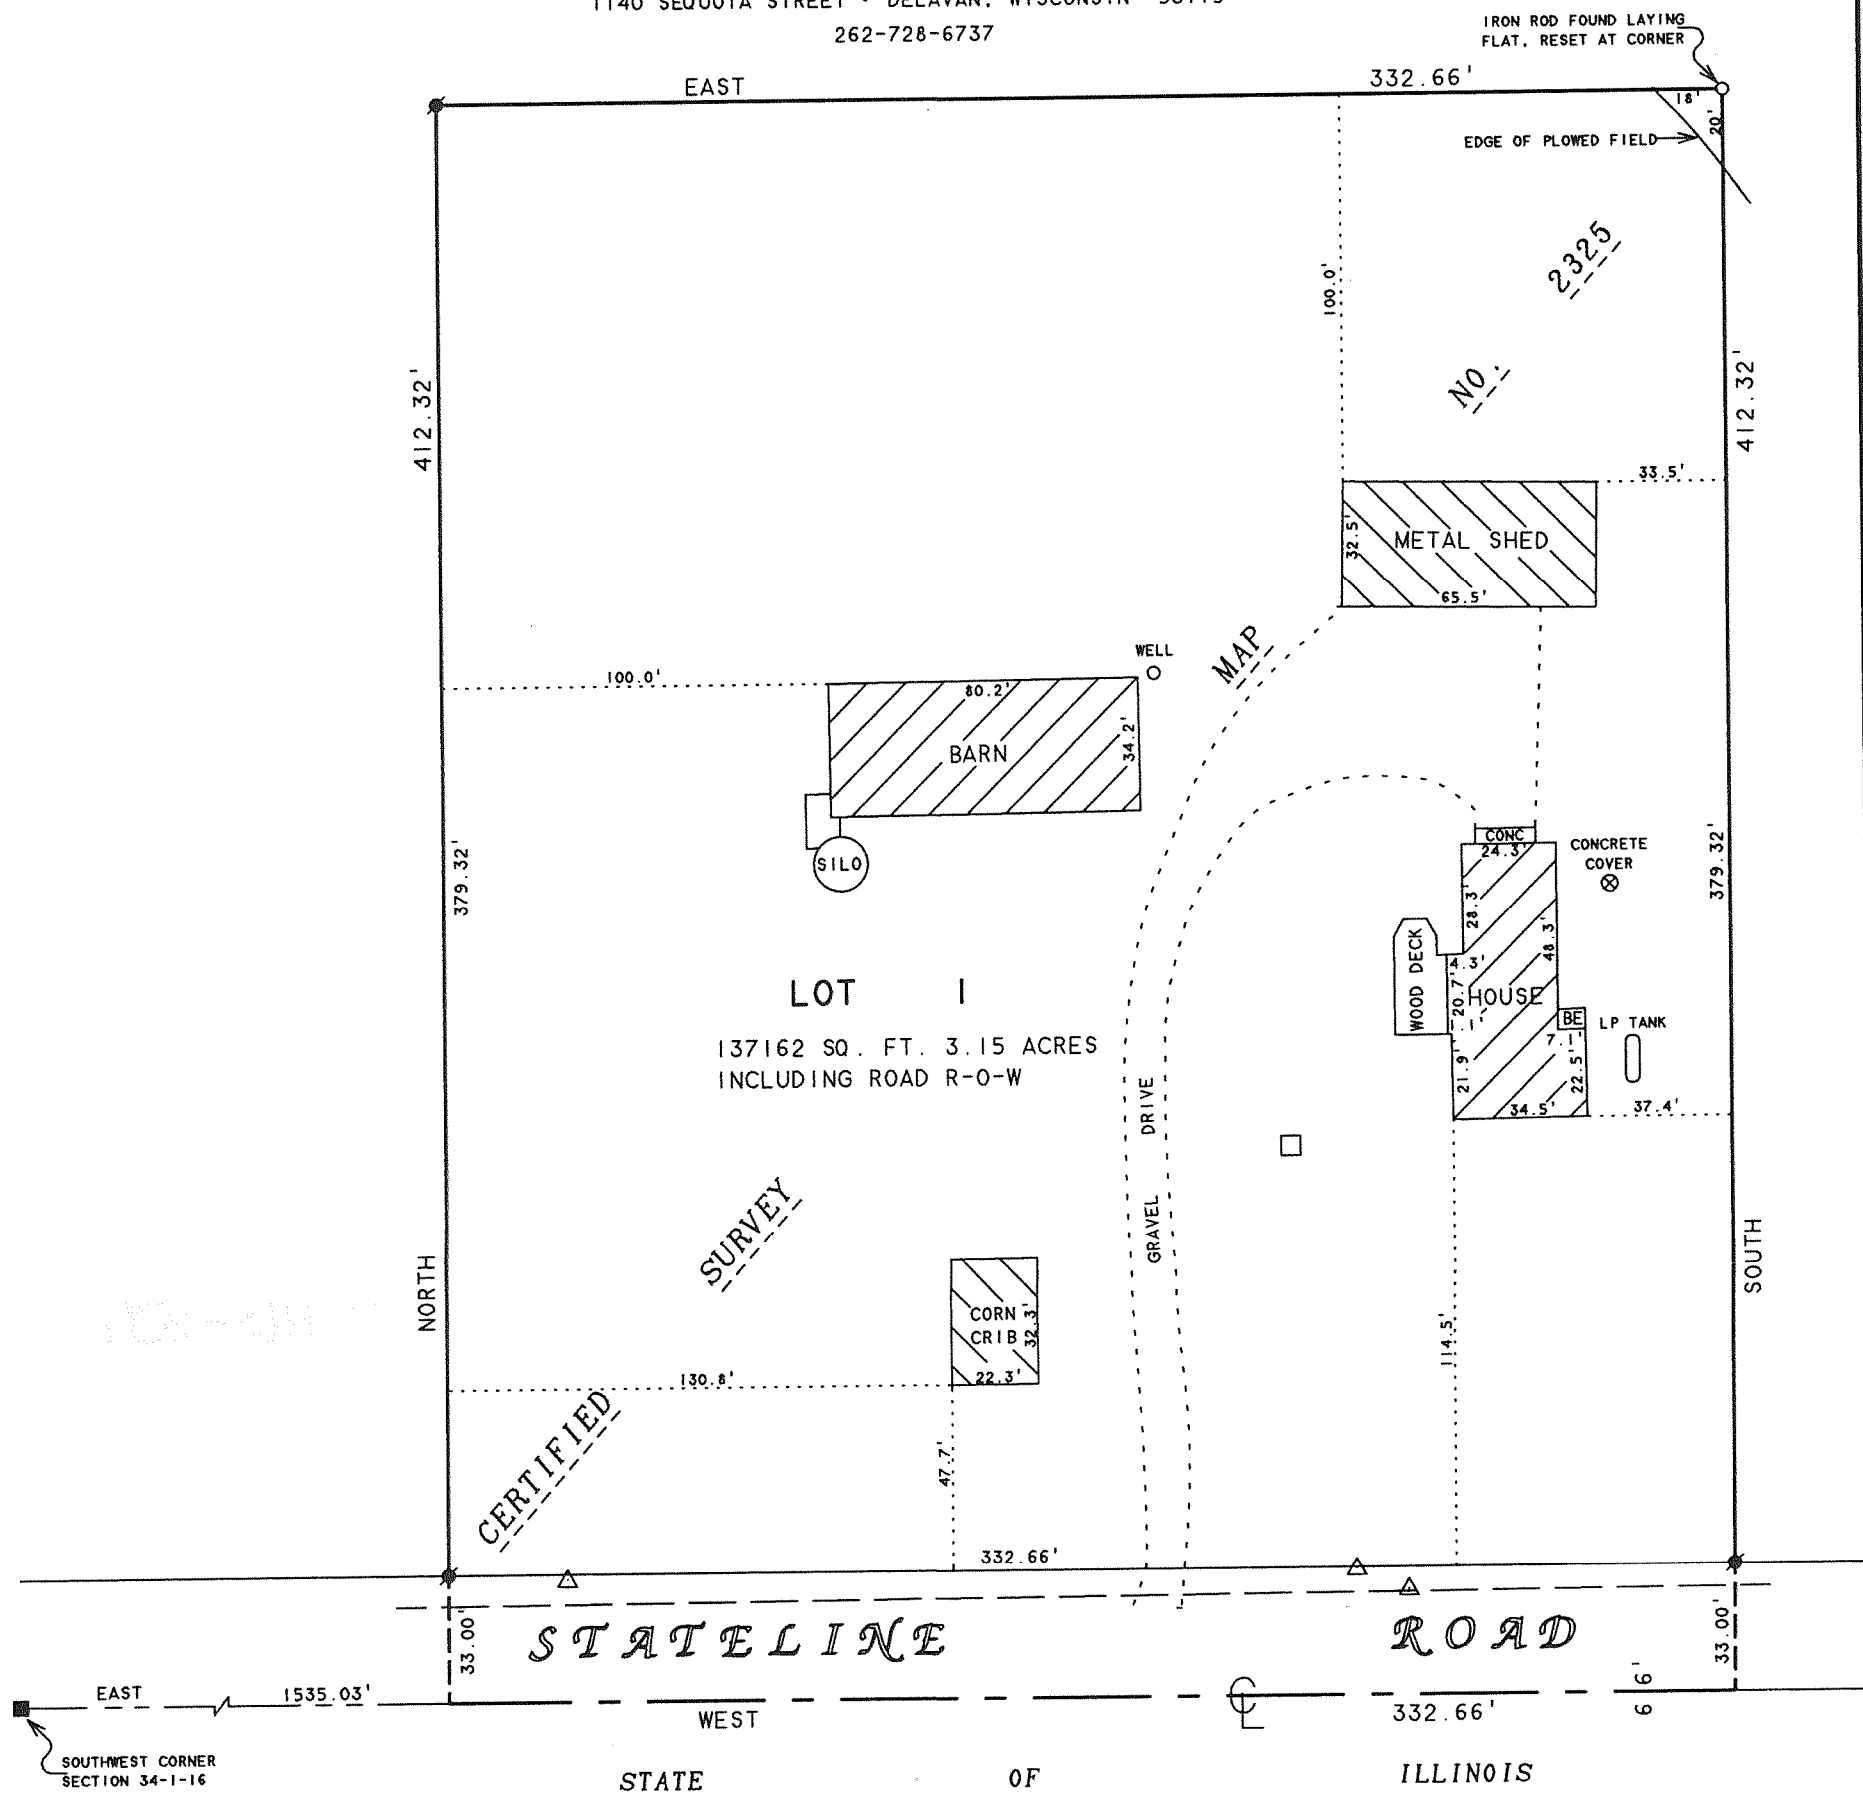 SEQUOIA STREET DELAVAN, WISCONSIN
262-728-6737
IRON ROD FOUND LAYING
FLAT, RESET AT CORNER
EAST 332.66'
18'
20'
EDGE OF PLOWED FIELD
2325
100.0'
NO.
412.32'
412.32'
33.5'
32.5'
METAL SHED
65.5'
MAP
WELL
100.0'
80.2'
34.2'
BARN
SILO
CONC
24.3'
CONCRETE
COVER
379.32'
379.32'
28.3'
48.3'
WOOD DECK
4.3'
20.7'
.1'
HOUSE
BE
LP TANK
7.1'
22.5'
21.9'
34.5'
37.4'
LOT 1
137162 SQ. FT. 3.15 ACRES
INCLUDING ROAD R-O-W
GRAVEL DRIVE
SURVEY
NORTH
SOUTH
CORN
CRIB
32.3'
22.3'
130.8'
114.5'
CERTIFIED
47.7'
332.66'
33.00'
STATELINE ROAD
33.00'
66'
EAST 1535.03'
WEST
CL
332.66'
SOUTHWEST CORNER
SECTION 34-1-16
STATE OF ILLINOIS